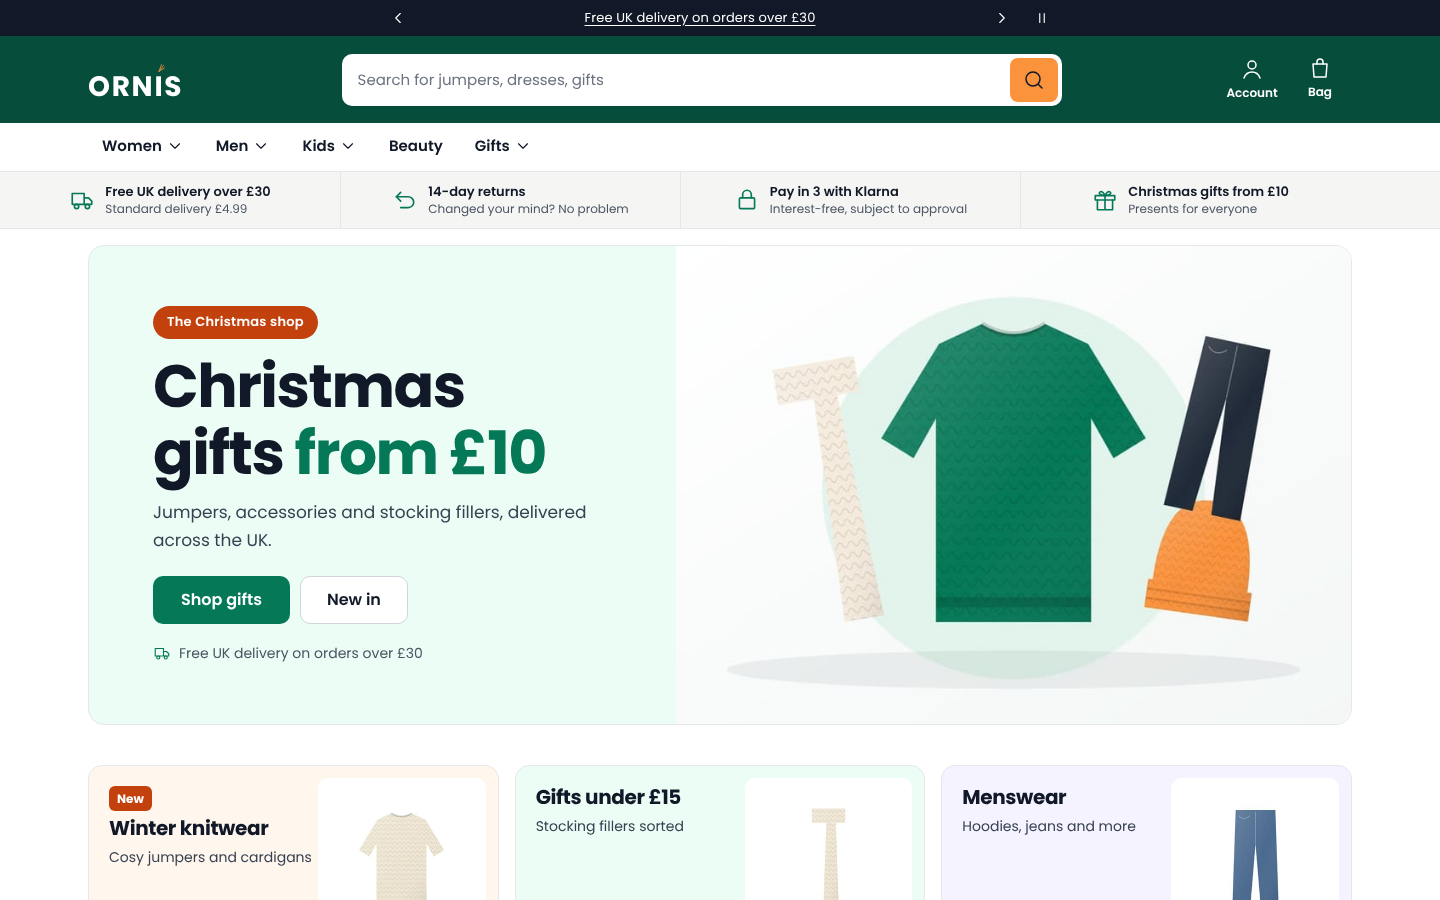 Free UK delivery on orders over £30
ORNIS
Search for jumpers, dresses, gifts
Account
Bag
Women
Men
Kids
Beauty
Gifts
Free UK delivery over £30
Standard delivery £4.99
14-day returns
Changed your mind? No problem
Pay in 3 with Klarna
Interest-free, subject to approval
Christmas gifts from £10
Presents for everyone
The Christmas shop
Christmas
gifts from £10
Jumpers, accessories and stocking fillers, delivered
across the UK.
Shop gifts
New in
Free UK delivery on orders over £30
New
Winter knitwear
Cosy jumpers and cardigans
Gifts under £15
Stocking fillers sorted
Menswear
Hoodies, jeans and more